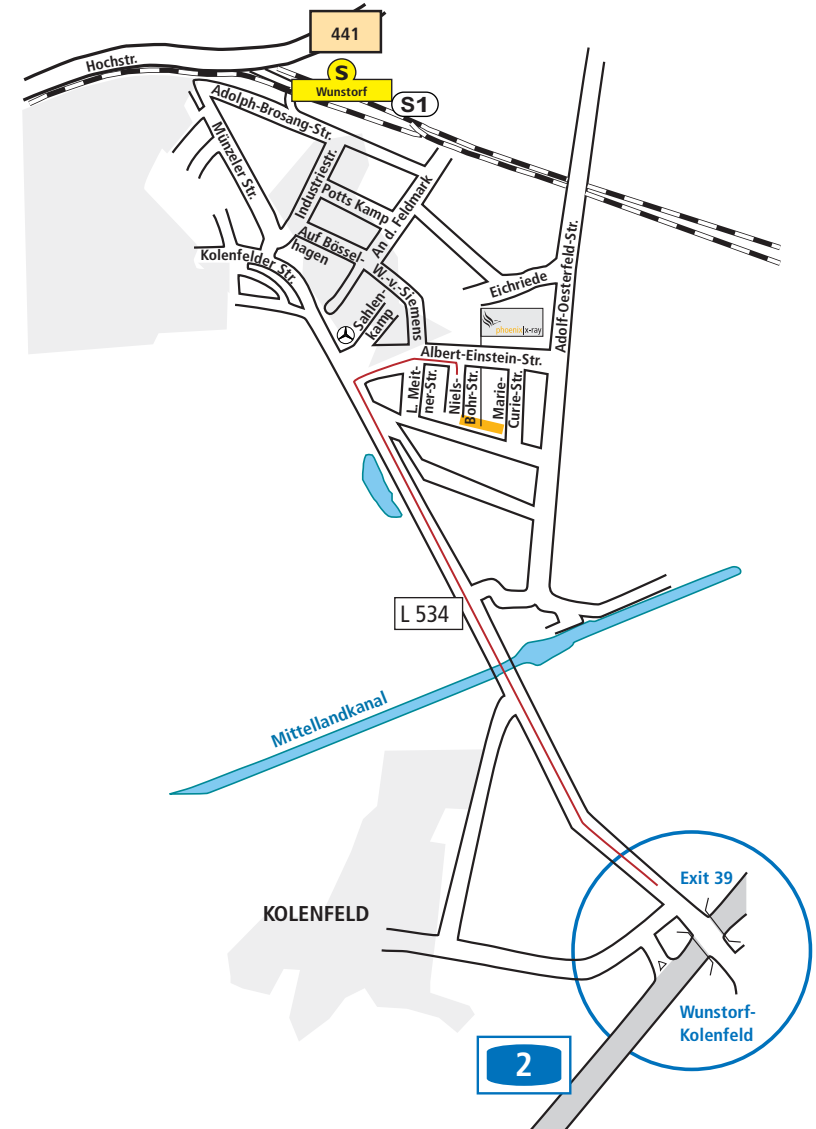 441
Hochstr.
S
Wunstorf
S1
Adolph-Brosang-Str.
Münzeler Str.
Industriestr.
Potts Kamp
An d. Feldmark
Auf Bössel-
hagen
Kolenfelder Str.
W.-v.-Siemens
Sahlen-
kamp
Eichriede
Adolf-Oesterfeld-Str.
phoenix|x-ray
Albert-Einstein-Str.
L. Meit-
ner-Str.
Niels-
Bohr-Str.
Marie-
Curie-Str.
L 534
Mittellandkanal
KOLENFELD
Exit 39
Wunstorf-
Kolenfeld
2